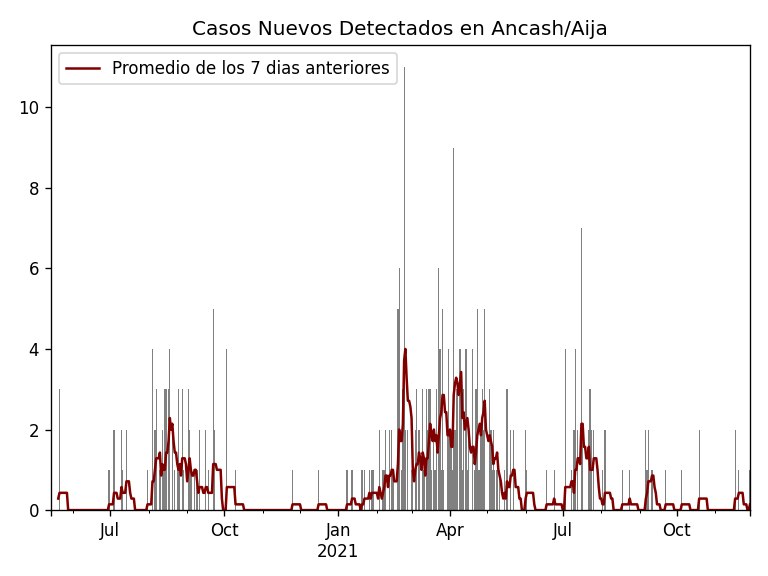 Casos Nuevos Detectados en Ancash/Aija
Promedio de los 7 dias anteriores
10
8
6
4
2
0
Jul
Oct
Jan
2021
Apr
Jul
Oct